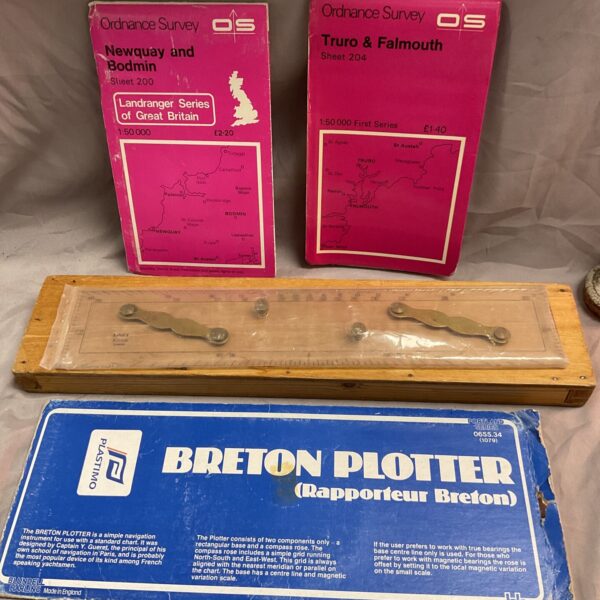 Ordnance Survey OS
Newquay and
Bodmin
Sheet 200
Landranger Series
of Great Britain
1:50 000 £2·20
NEWQUAY
BODMIN
Ordnance Survey OS
Truro & Falmouth
Sheet 204
1:50 000 First Series £1·40
St Austell
TRURO
FALMOUTH
PLASTIMO
BRETON PLOTTER
(Rapporteur Breton)
0655.34
(1079)
The BRETON PLOTTER is a simple navigation
instrument for use with a standard chart. It was
designed by Captain Y. Guerd, the principal of his
own school of navigation in Paris, and is probably
the most popular device of its kind among French
speaking yachtsmen.
The Plotter consists of two components only – a
rectangular base and a compass rose. The
compass rose includes a simple grid running
North-South and East-West. This grid is always
aligned with the nearest meridian or parallel on
the chart. The base has a centre line and magnetic
variation scale.
If the user prefers to work with true bearings the
base centre line only is used. For those who
prefer to work with magnetic bearings the rose is
offset by setting it to the local magnetic variation
on the small scale.
Made in England